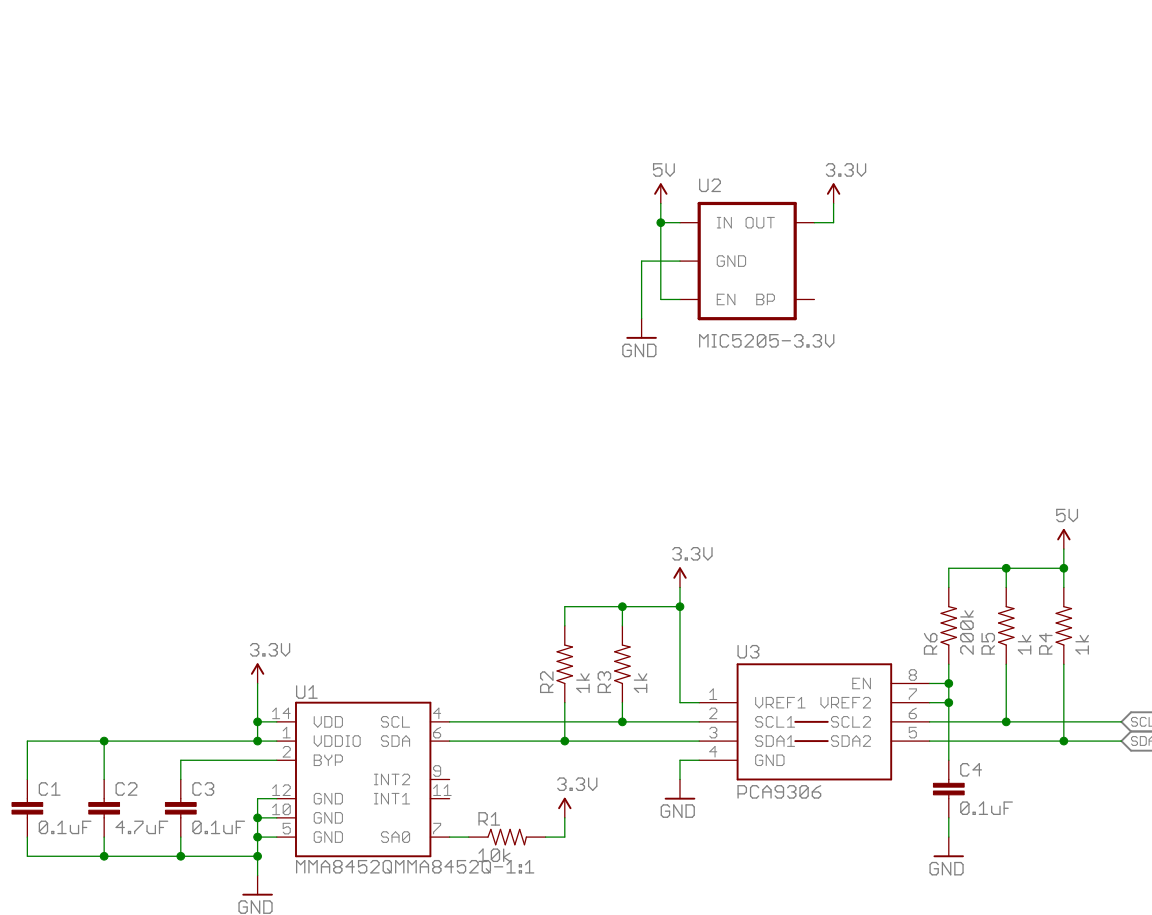 5V
3.3V
U2
IN OUT
GND
EN BP
MIC5205-3.3V
GND
5V
3.3V
R6
200k
R5
1k
R4
1k
3.3V
R2
1k
R3
1k
U3
EN 8
1 VREF1 VREF2 7
2 SCL1 SCL2 6
3 SDA1 SDA2 5
4 GND
PCA9306
GND
SCL
SDA
C4
0.1uF
GND
U1
14 VDD SCL 4
1 VDDIO SDA 6
2 BYP
INT2 9
12 GND INT1 11
10 GND
5 GND SA0 7
MMA8452QMMA8452Q-1:1
3.3V
R1
10k
C1
0.1uF
C2
4.7uF
C3
0.1uF
GND